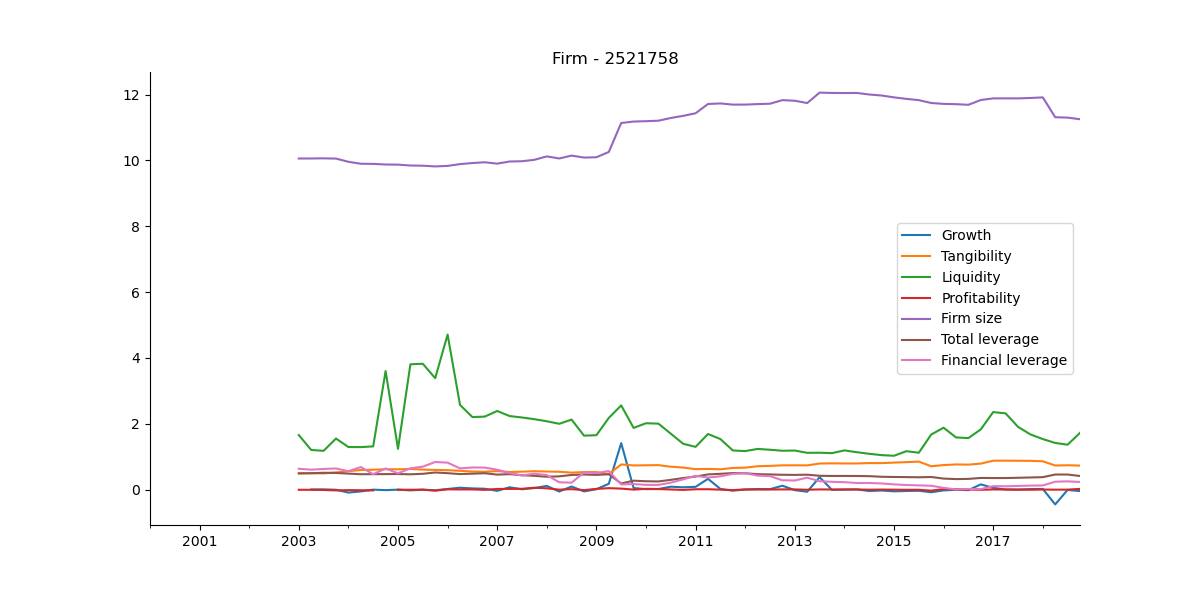 Firm - 2521758
12
10
8
6
4
2
0
Growth
Tangibility
Liquidity
Profitability
Firm size
Total leverage
Financial leverage
2001 2003 2005 2007 2009 2011 2013 2015 2017